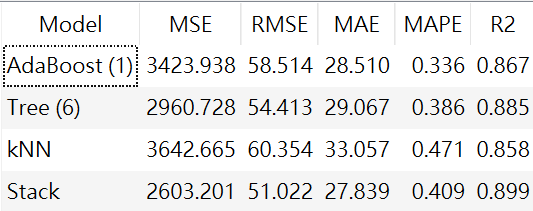 Model MSE RMSE MAE MAPE R2
AdaBoost (1) 3423.938 58.514 28.510 0.336 0.867
Tree (6) 2960.728 54.413 29.067 0.386 0.885
kNN 3642.665 60.354 33.057 0.471 0.858
Stack 2603.201 51.022 27.839 0.409 0.899